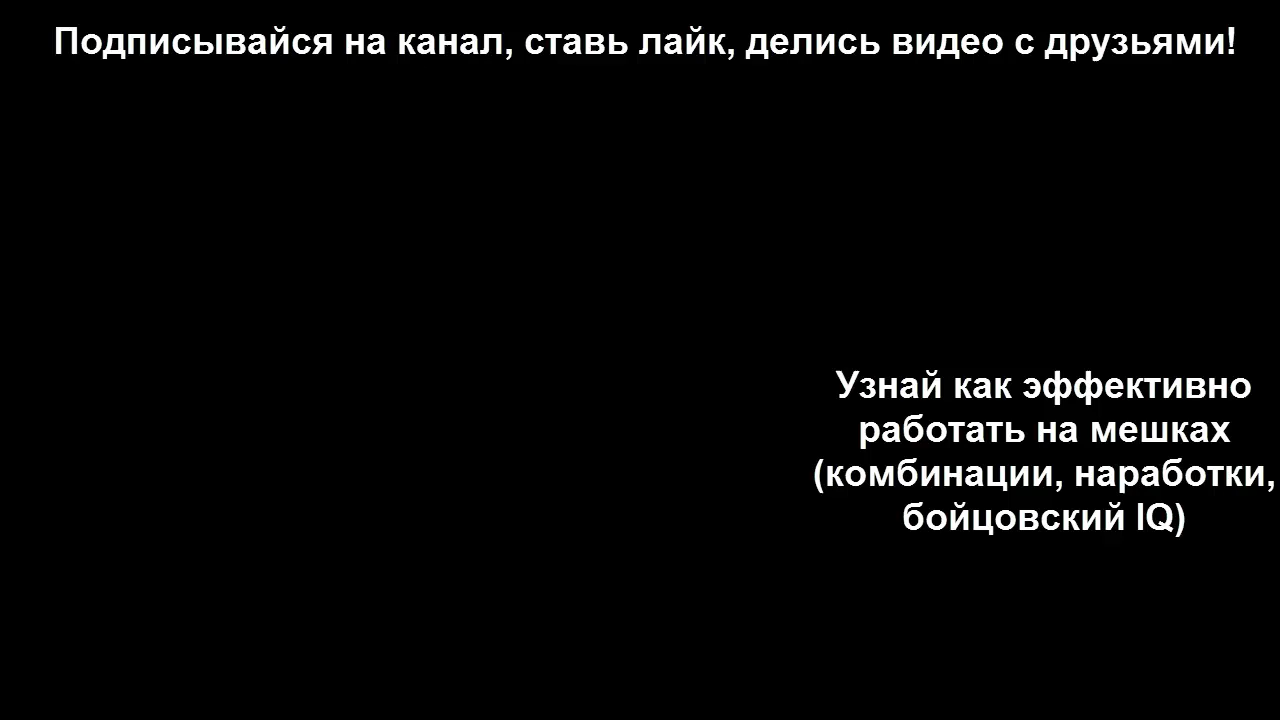 Подписывайся на канал, ставь лайк, делись видео с друзьями!
Узнай как эффективно
работать на мешках
(комбинации, наработки,
бойцовский IQ)